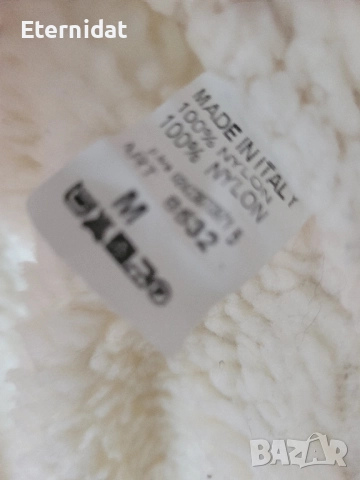 Eternidat
MADE IN ITALY
100% NYLON
100% NYLON
M 8632
BAZAR